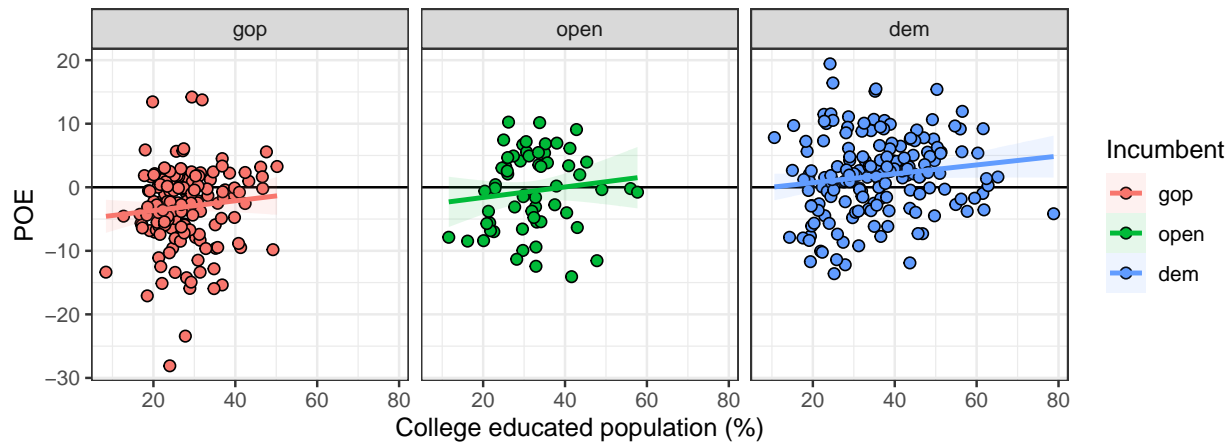 gop open dem
20
10
0
−10
−20
−30
20 40 60 80 20 40 60 80 20 40 60 80
College educated population (%)
POE
Incumbent
gop
open
dem